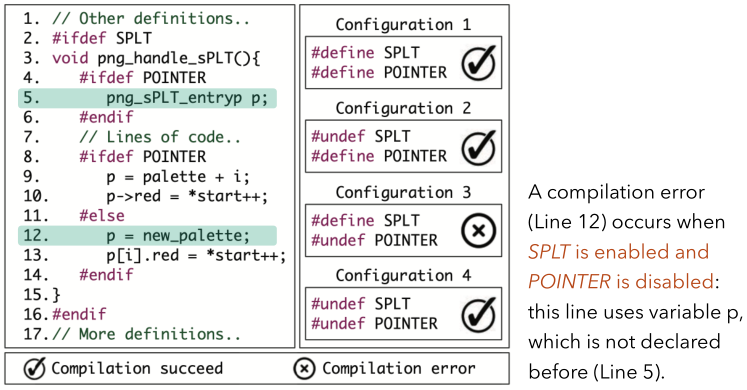 1. // Other definitions..
2. #ifdef SPLT
3. void png_handle_sPLT(){
4. #ifdef POINTER
5. png_sPLT_entryp p;
6. #endif
7. // Lines of code..
8. #ifdef POINTER
9. p = palette + i;
10. p->red = *start++;
11. #else
12. p = new_palette;
13. p[i].red = *start++;
14. #endif
15.}
16.#endif
17.// More definitions..
Configuration 1
#define SPLT
#define POINTER
Configuration 2
#undef SPLT
#define POINTER
Configuration 3
#define SPLT
#undef POINTER
Configuration 4
#undef SPLT
#undef POINTER
Compilation succeed
Compilation error
A compilation error
(Line 12) occurs when
SPLT is enabled and
POINTER is disabled:
this line uses variable p,
which is not declared
before (Line 5).